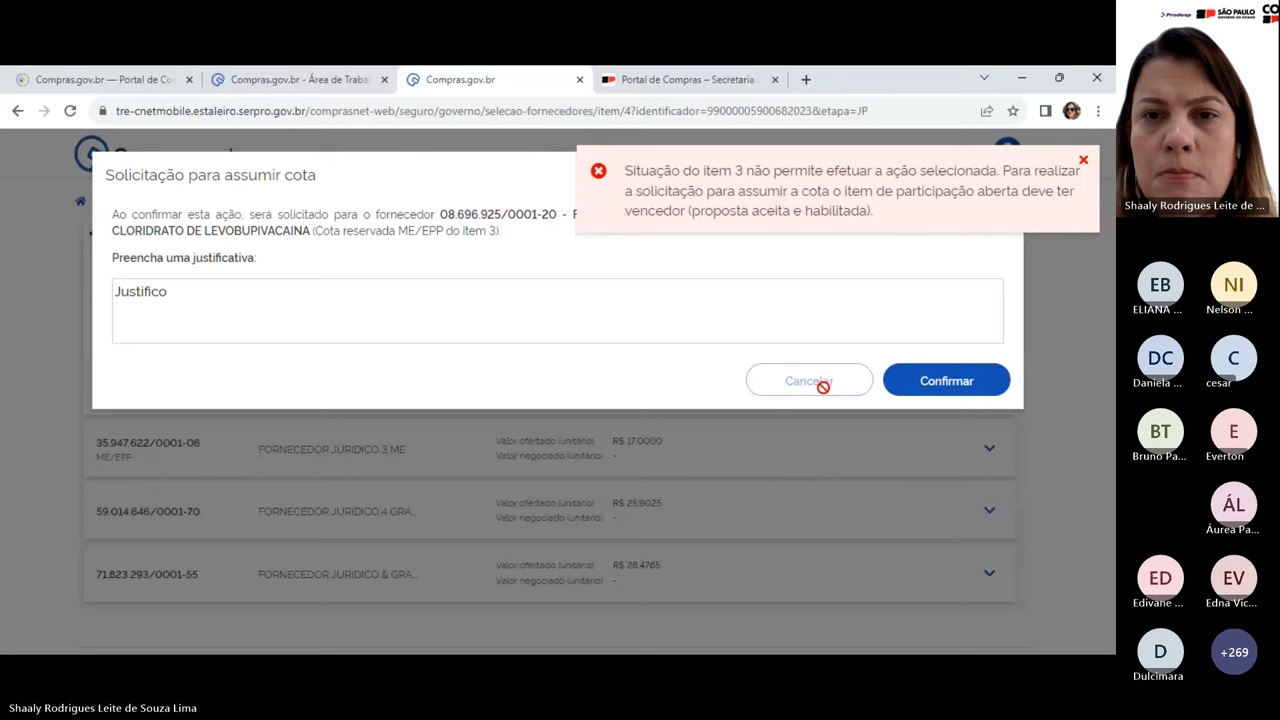 Prodesp
SÃO PAULO
GOVERNO DO ESTADO
CO
Compras.gov.br — Portal de Co
Compras.gov.br - Área de Traba
Compras.gov.br
Portal de Compras – Secretaria
tre-cnetmobile.estaleiro.serpro.gov.br/comprasnet-web/seguro/governo/selecao-fornecedores/item/4?identificador=99000005900682023&etapa=JP
Solicitação para assumir cota
Situação do item 3 não permite efetuar a ação selecionada. Para realizar
a solicitação para assumir a cota o item de participação aberta deve ter
vencedor (proposta aceita e habilitada).
Ao confirmar esta ação, será solicitado para o fornecedor 08.696.925/0001-20 - F
CLORIDRATO DE LEVOBUPIVACAINA (Cota reservada ME/EPP do item 3)
Preencha uma justificativa:
Justifico
Cancelar
Confirmar
35.947.622/0001-06
ME/EPP
FORNECEDOR JURIDICO 3 ME
Valor ofertado (unitário) R$ 17,0000
Valor negociado (unitário) -
59.014.646/0001-70
FORNECEDOR JURIDICO 4 GRA...
Valor ofertado (unitário) R$ 25,9025
Valor negociado (unitário) -
71.823.293/0001-55
FORNECEDOR JURIDICO & GRA...
Valor ofertado (unitário) R$ 28,4765
Valor negociado (unitário) -
Shaaly Rodrigues Leite de ...
EB
ELIANA ...
NI
Nelson ...
DC
Daniela ...
C
cesar
BT
Bruno Pa...
E
Everton
ÁL
Áurea Pa...
ED
Edivane ...
EV
Edna Vic...
D
Dulcimara
+269
Shaaly Rodrigues Leite de Souza Lima